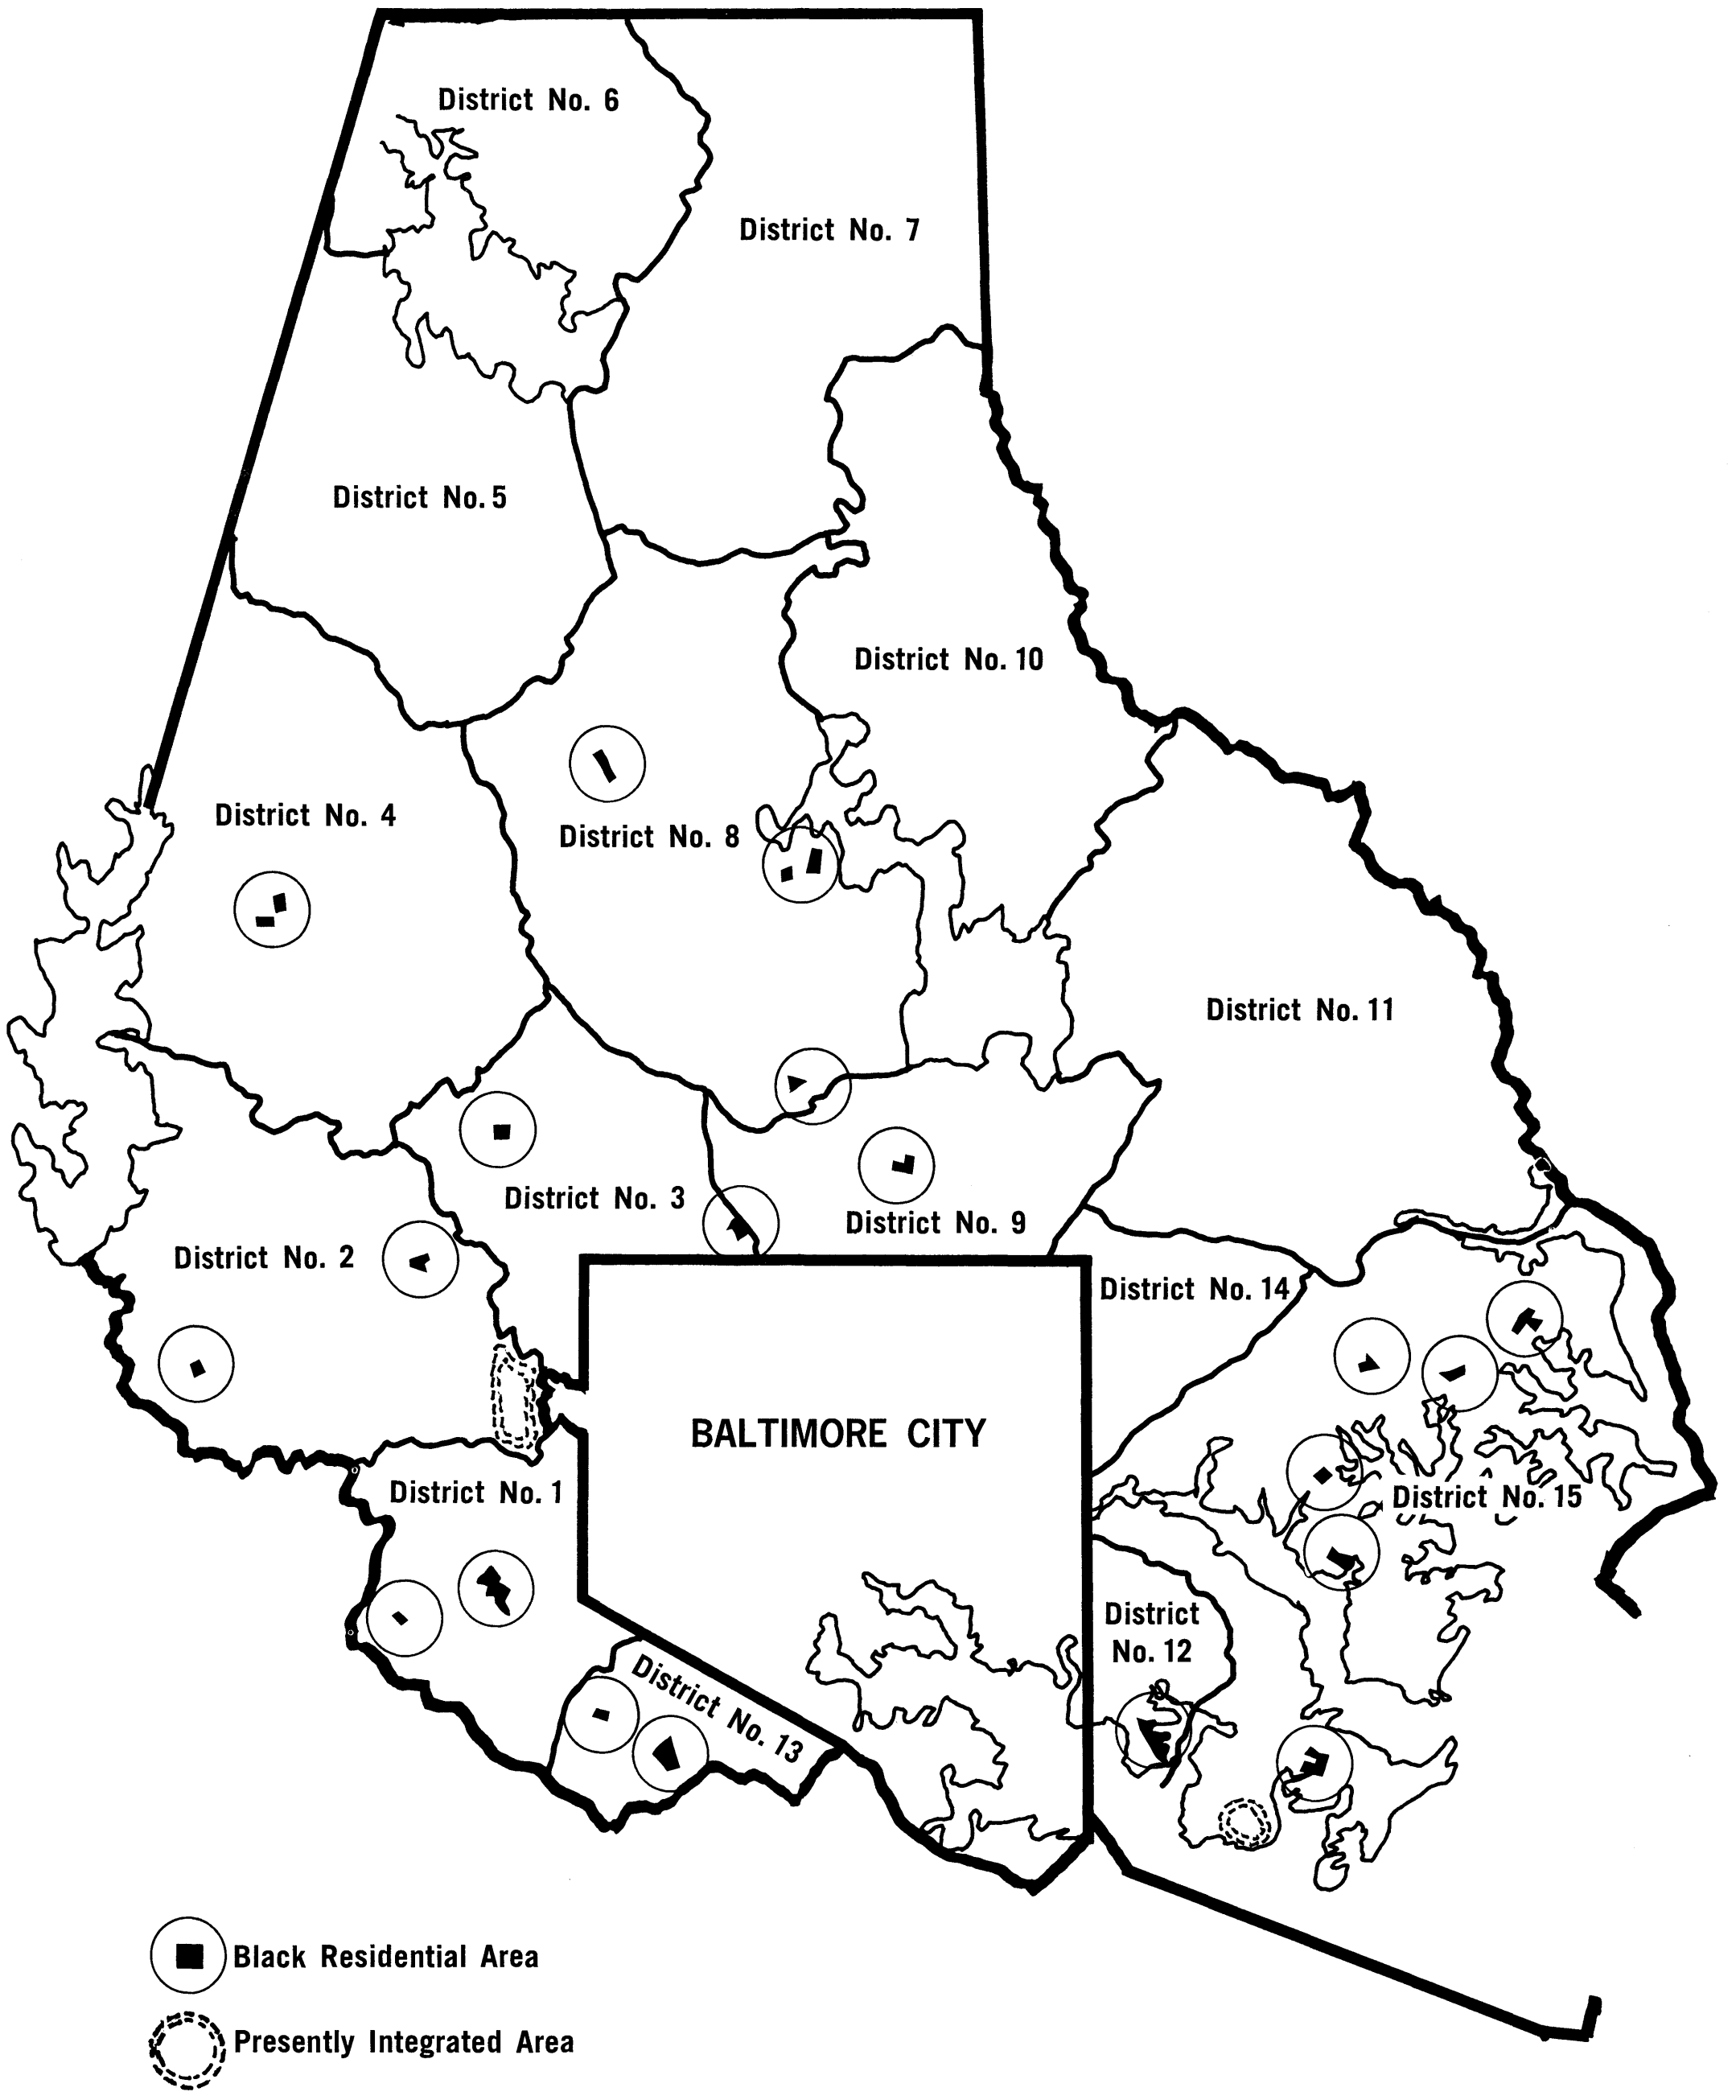 District No. 6
District No. 7
District No. 5
District No. 10
District No. 4
District No. 8
District No. 11
District No. 3
District No. 9
District No. 2
District No. 14
BALTIMORE CITY
District No. 1
District No. 15
District
No. 12
District No. 13
Black Residential Area
Presently Integrated Area